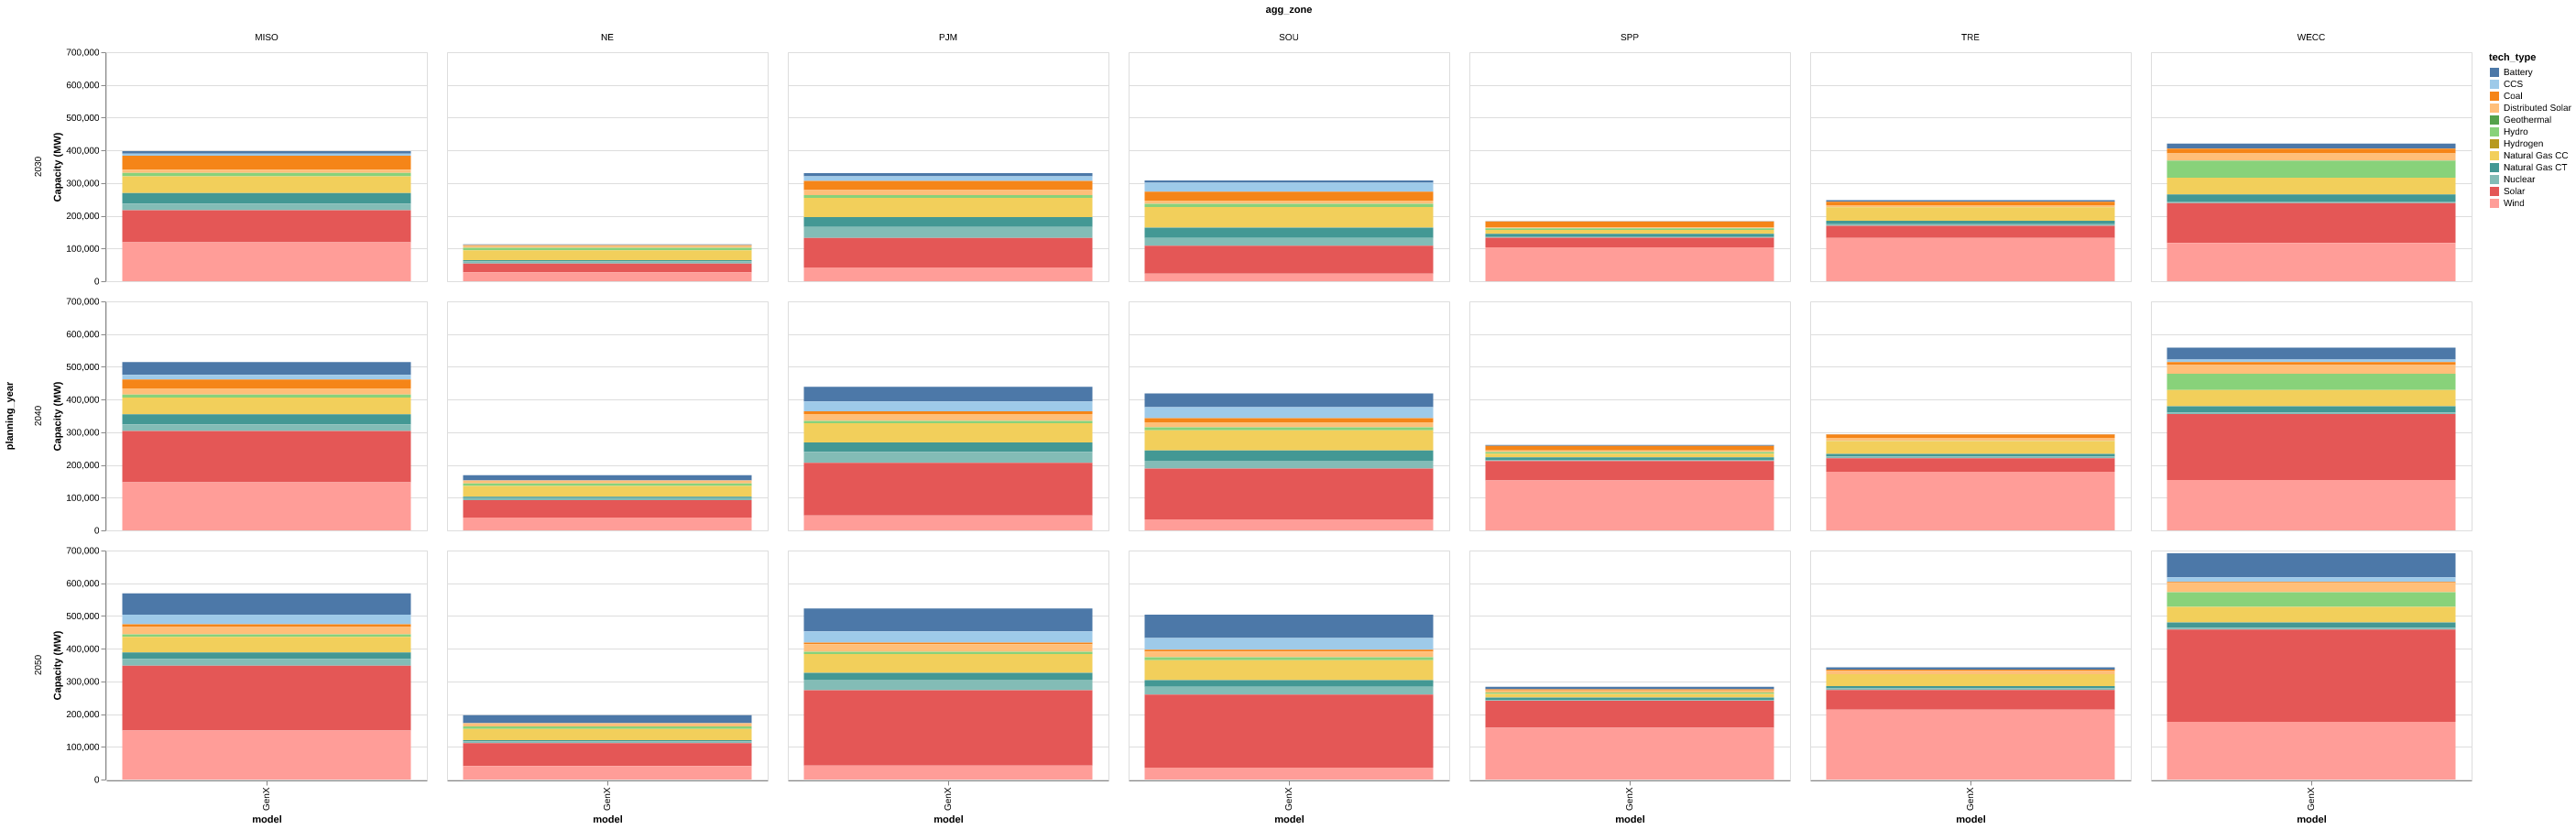 agg_zone
MISO NE PJM SOU SPP TRE WECC
planning_year
2030
Capacity (MW)
700,000
600,000
500,000
400,000
300,000
200,000
100,000
0
2040
Capacity (MW)
700,000
600,000
500,000
400,000
300,000
200,000
100,000
0
2050
Capacity (MW)
700,000
600,000
500,000
400,000
300,000
200,000
100,000
0
GenX GenX GenX GenX GenX GenX GenX
model model model model model model model
tech_type
Battery
CCS
Coal
Distributed Solar
Geothermal
Hydro
Hydrogen
Natural Gas CC
Natural Gas CT
Nuclear
Solar
Wind